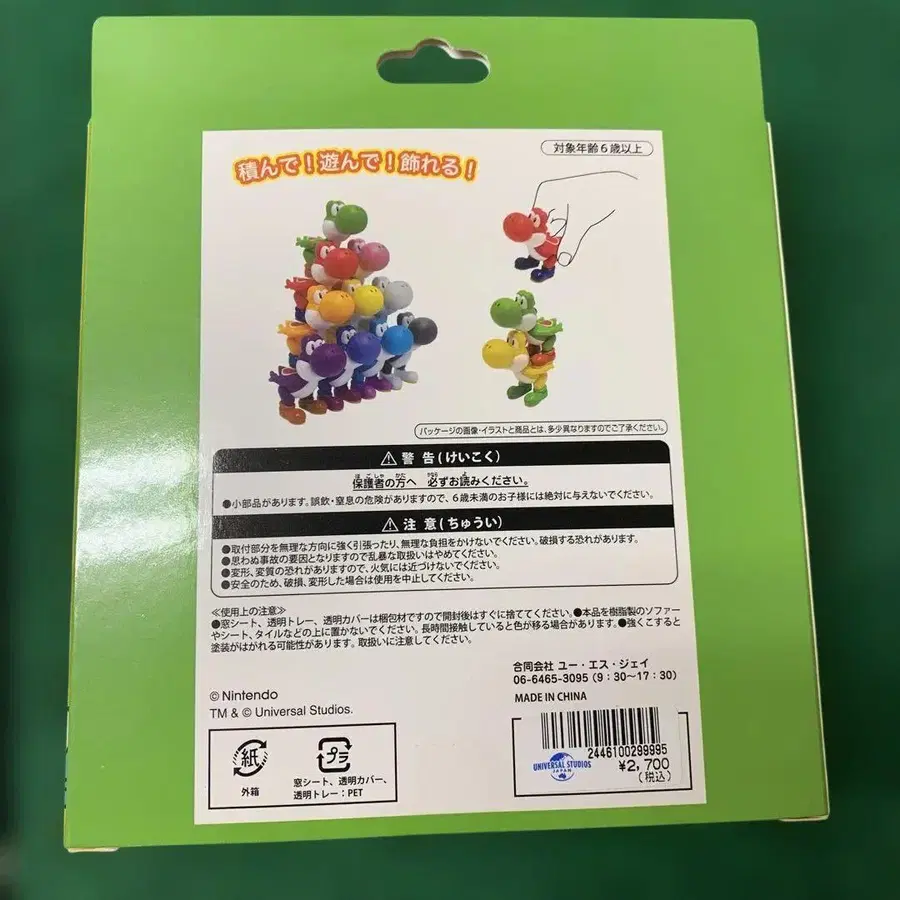 対象年齢6歳以上
積んで!遊んで!飾れる!
パッケージの画像・イラストと商品とは、多少異なりますのでご了承ください。
⚠ 警告(けいこく)
保護者の方へ 必ずお読みください。
●小部品があります。誤飲・窒息の危険がありますので、6歳未満のお子様には絶対に与えないでください。
⚠ 注意(ちゅうい)
●取付部分を無理な方向に強く引張ったり、無理な負担をかけないでください。破損する恐れがあります。
●思わぬ事故の要因となりますので乱暴な取扱いはやめてください。
●変形、変質の恐れがありますので、火気には近づけないでください。
●安全のため、破損、変形した場合は使用を中止してください。
≪使用上の注意≫
●窓シート、透明トレー、透明カバーは梱包材ですので開封後はすぐに捨ててください。●本品を樹脂製のソファー
やシート、タイルなどの上に置かないでください。長時間接触していると色が移る場合があります。●強くこすると
塗装がはがれる可能性があります。取扱いに注意してください。
合同会社 ユー・エス・ジェイ
06-6465-3095(9:30〜17:30)
MADE IN CHINA
© Nintendo
TM & © Universal Studios.
紙
外箱
プラ
窓シート、透明カバー、
透明トレー:PET
2446100299995
UNIVERSAL STUDIOS
JAPAN
¥2,700
(税込)